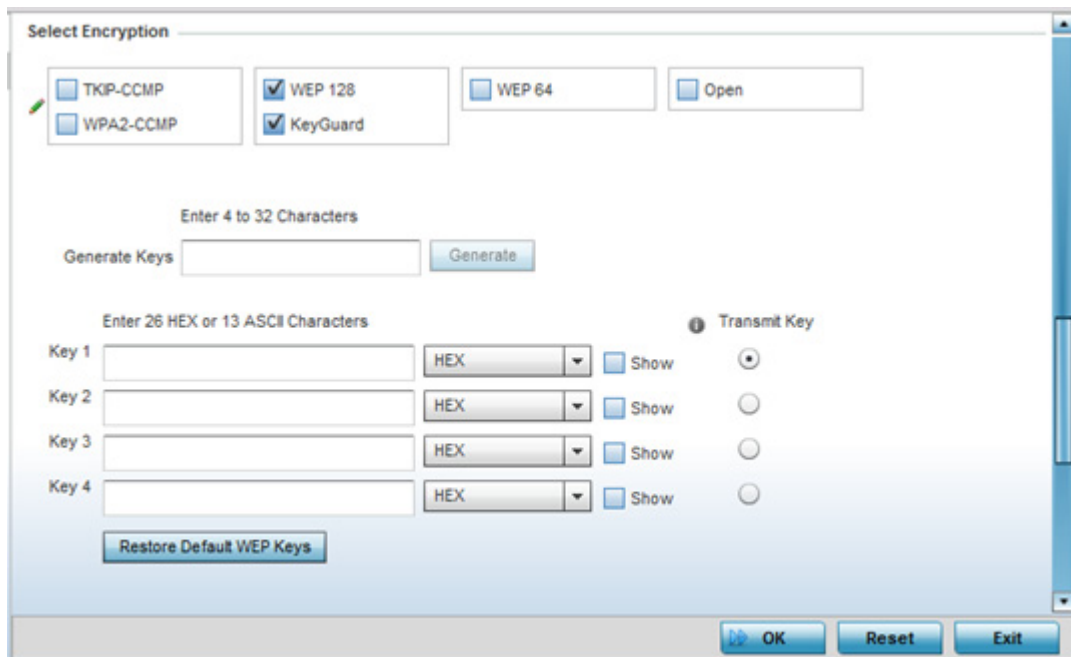 Select Encryption
TKIP-CCMP
WPA2-CCMP
WEP 128
KeyGuard
WEP 64
Open
Enter 4 to 32 Characters
Generate Keys
Generate
Enter 26 HEX or 13 ASCII Characters
Transmit Key
Key 1 HEX Show
Key 2 HEX Show
Key 3 HEX Show
Key 4 HEX Show
Restore Default WEP Keys
OK Reset Exit